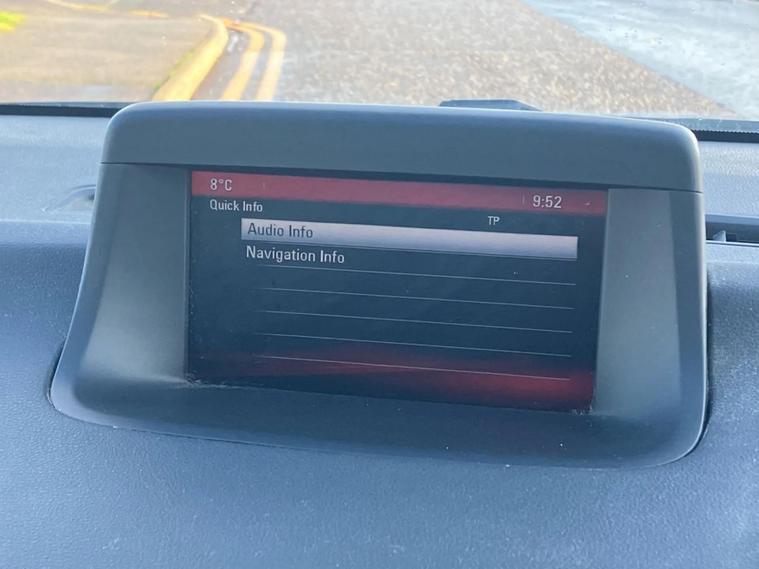 8°C 9:52
Quick Info TP
Audio Info
Navigation Info